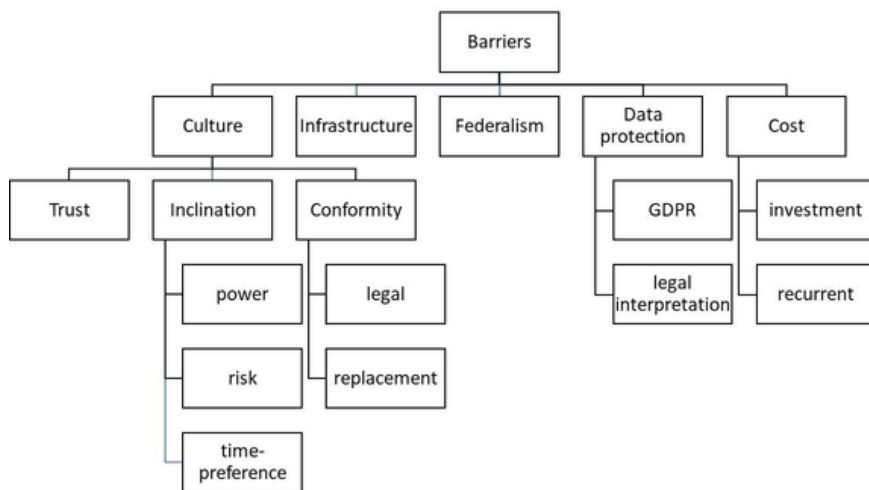 Barriers
Culture
Infrastructure
Federalism
Data
protection
Cost
Trust
Inclination
Conformity
GDPR
investment
power
legal
legal
interpretation
recurrent
risk
replacement
time-
preference